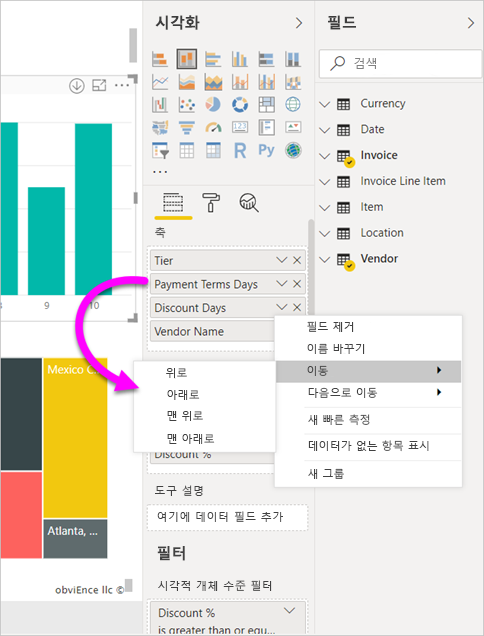 시각화
필드
검색
Currency
Date
Invoice
Invoice Line Item
Item
Location
Vendor
R
Py
123
축
Tier
Payment Terms Days
Discount Days
Vendor Name
필드 제거
이름 바꾸기
이동
다음으로 이동
새 빠른 측정
데이터가 없는 항목 표시
새 그룹
위로
아래로
맨 위로
맨 아래로
Discount %
도구 설명
여기에 데이터 필드 추가
필터
시각적 개체 수준 필터
Discount %
is greater than or equ...
9
10
Mexico C...
Atlanta, ...
obviEnce llc ©